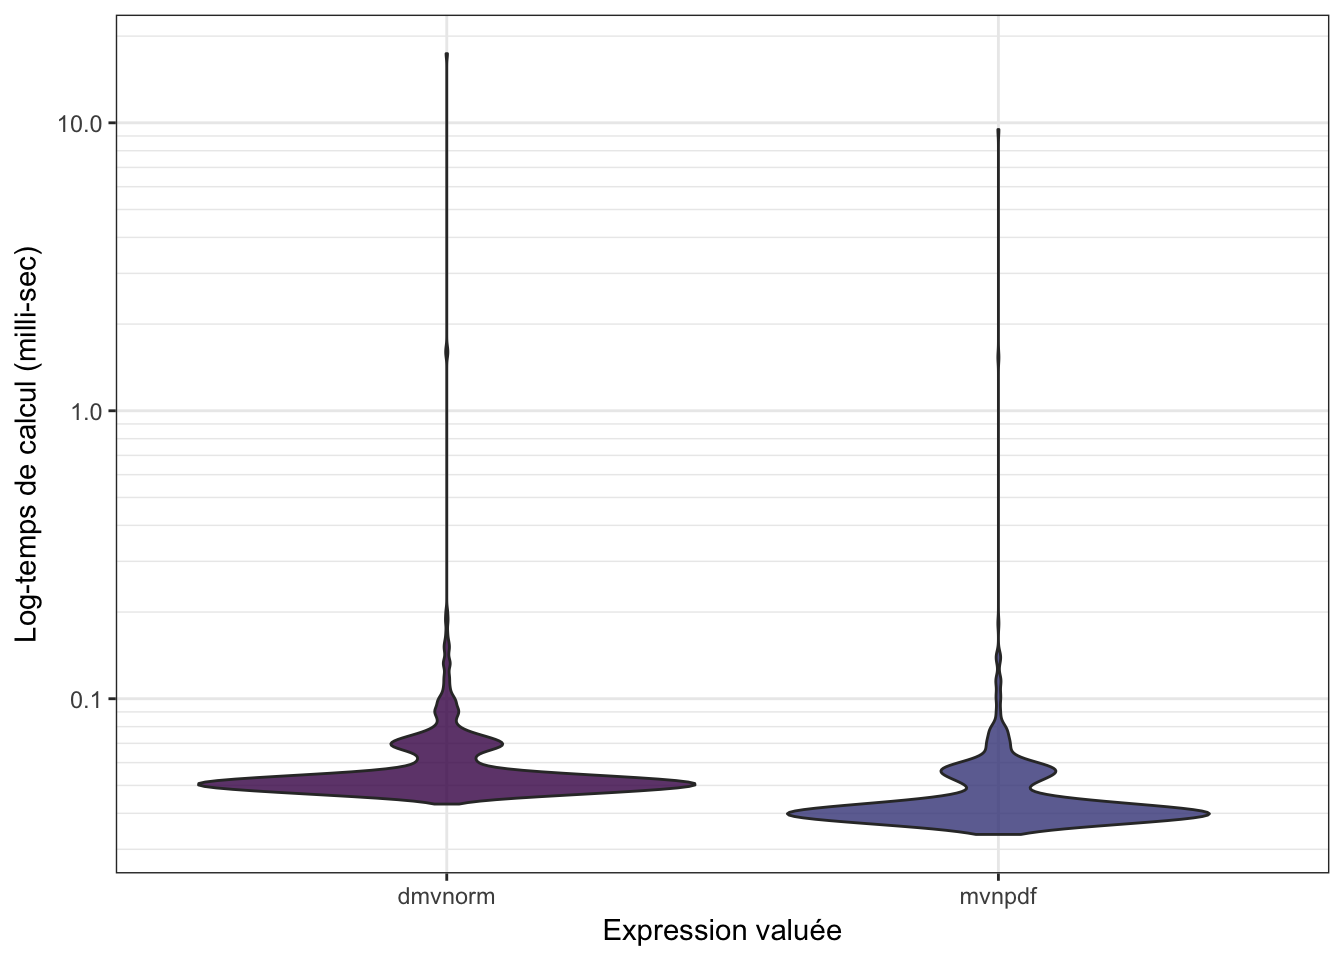 Log-temps de calcul (milli-sec)
10.0
1.0
0.1
dmvnorm
mvnpdf
Expression valuée